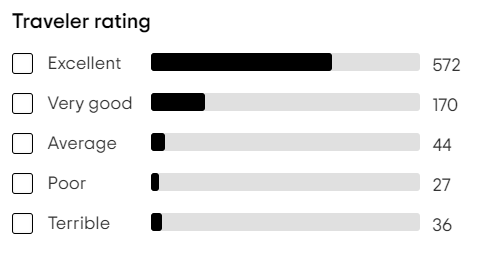 Traveler rating
Excellent 572
Very good 170
Average 44
Poor 27
Terrible 36